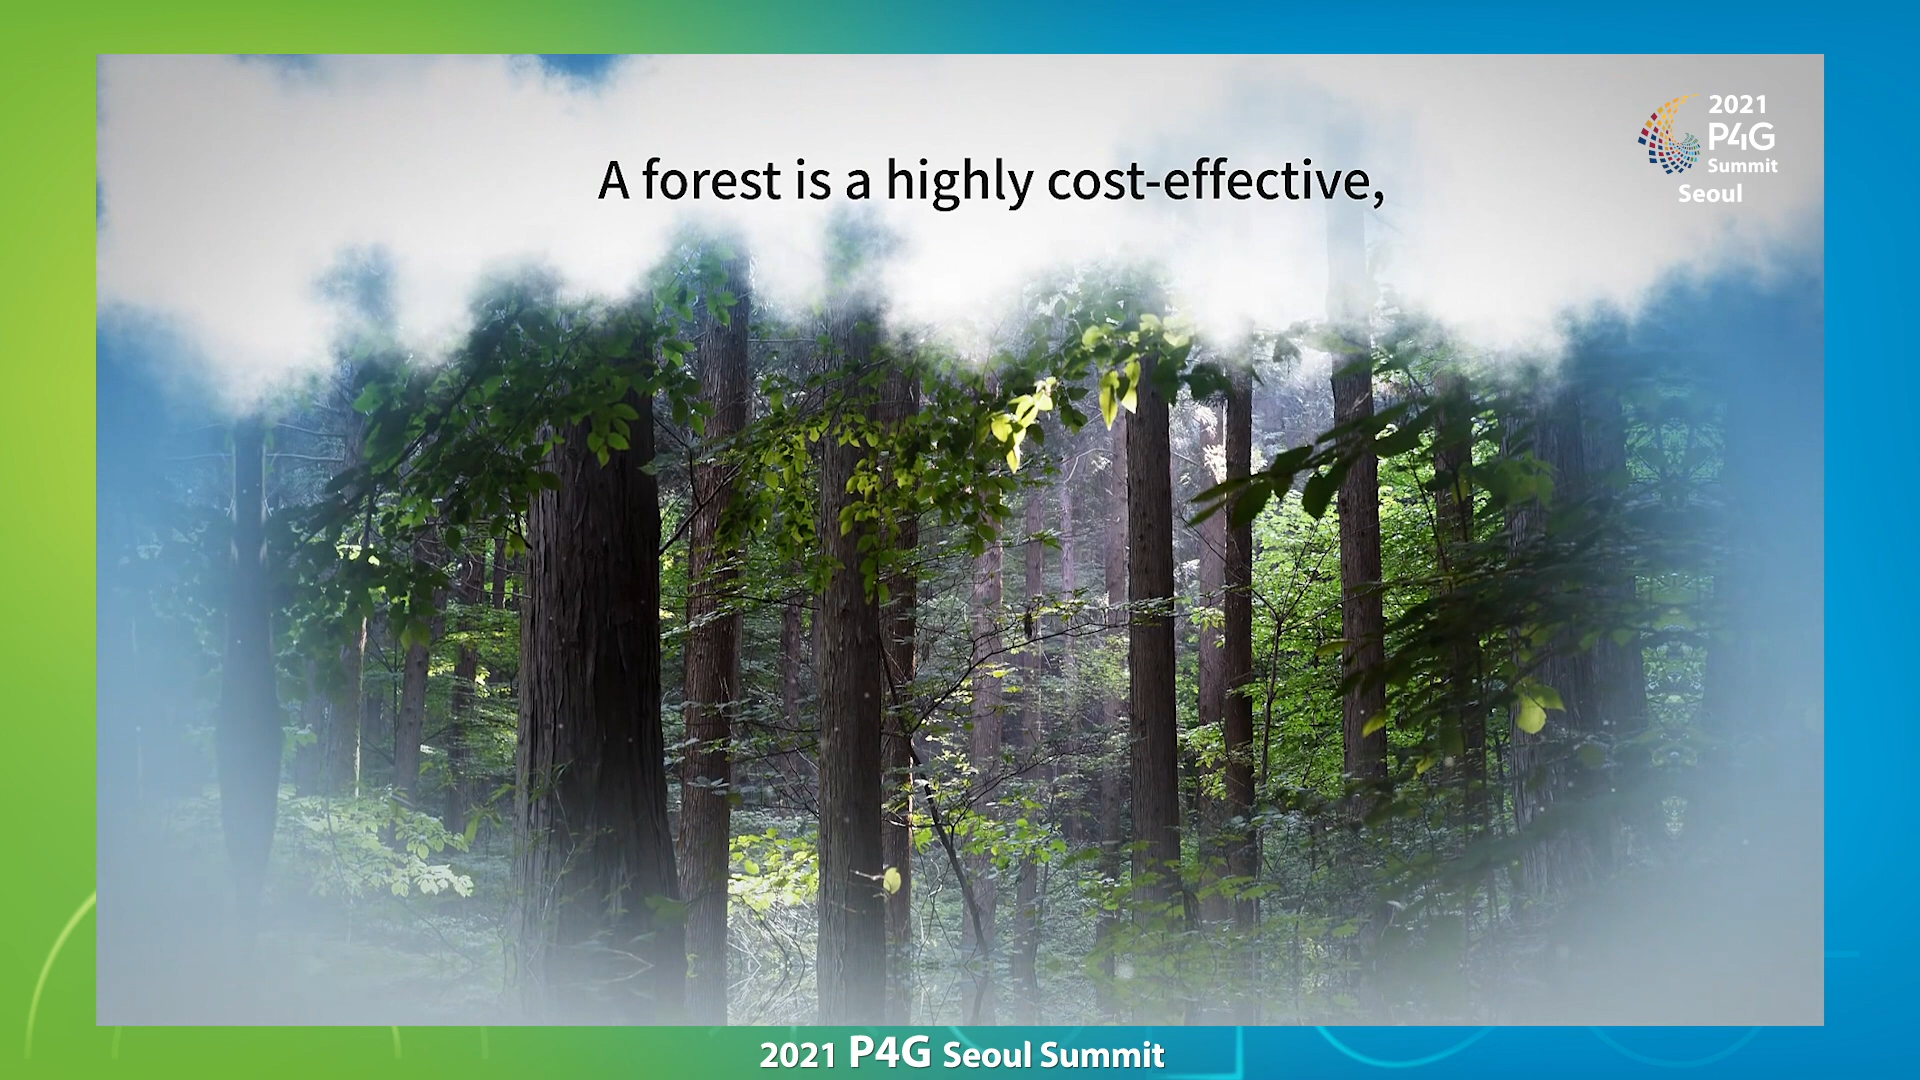 A forest is a highly cost-effective,
2021
P4G
Summit
Seoul
2021 P4G Seoul Summit